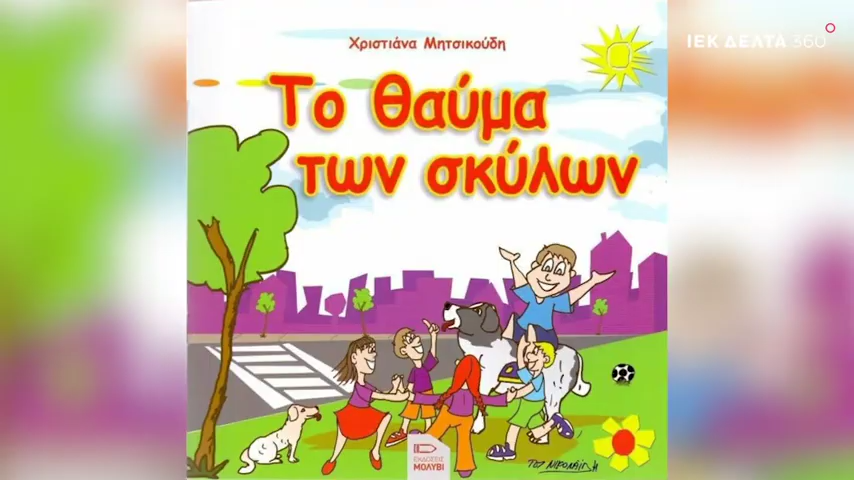 Χριστιάνα Μητσικούδη
ΙΕΚ ΔΕΛΤΑ 360
Το θαύμα
των σκύλων
ΕΚΔΟΣΕΙΣ
ΜΟΛΥΒΙ